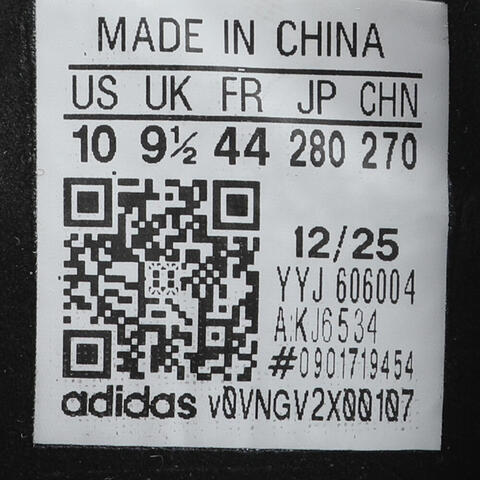 MADE IN CHINA
US UK FR JP CHN
10 9½ 44 280 270
12/25
YYJ 606004
A:KJ6534
#0901719454
adidas v0VNGV2X00107